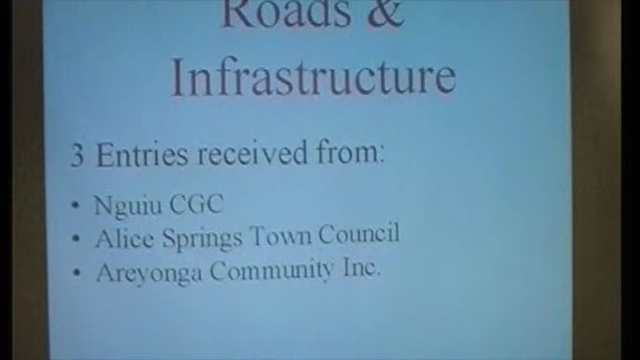 Roads &
Infrastructure
3 Entries received from:
• Nguiu CGC
• Alice Springs Town Council
• Areyonga Community Inc.